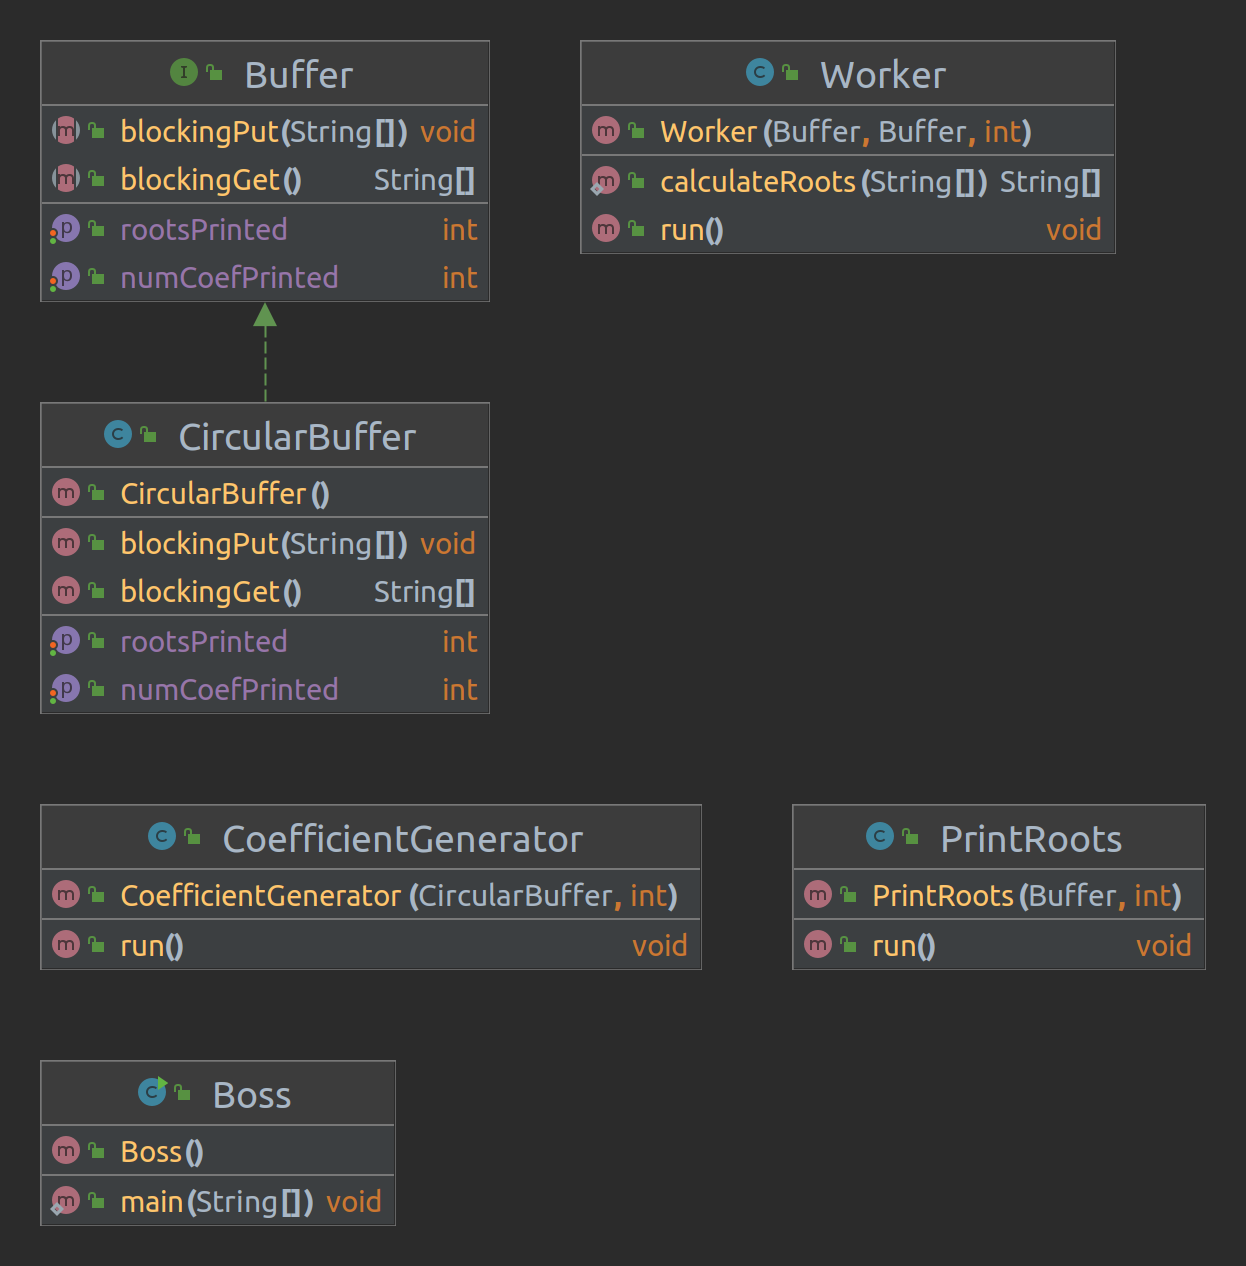 I Buffer
m blockingPut(String[]) void
m blockingGet() String[]
p rootsPrinted int
p numCoefPrinted int
C Worker
m Worker(Buffer, Buffer, int)
m calculateRoots(String[]) String[]
m run() void
C CircularBuffer
m CircularBuffer()
m blockingPut(String[]) void
m blockingGet() String[]
p rootsPrinted int
p numCoefPrinted int
C CoefficientGenerator
m CoefficientGenerator(CircularBuffer, int)
m run() void
C PrintRoots
m PrintRoots(Buffer, int)
m run() void
C Boss
m Boss()
m main(String[]) void